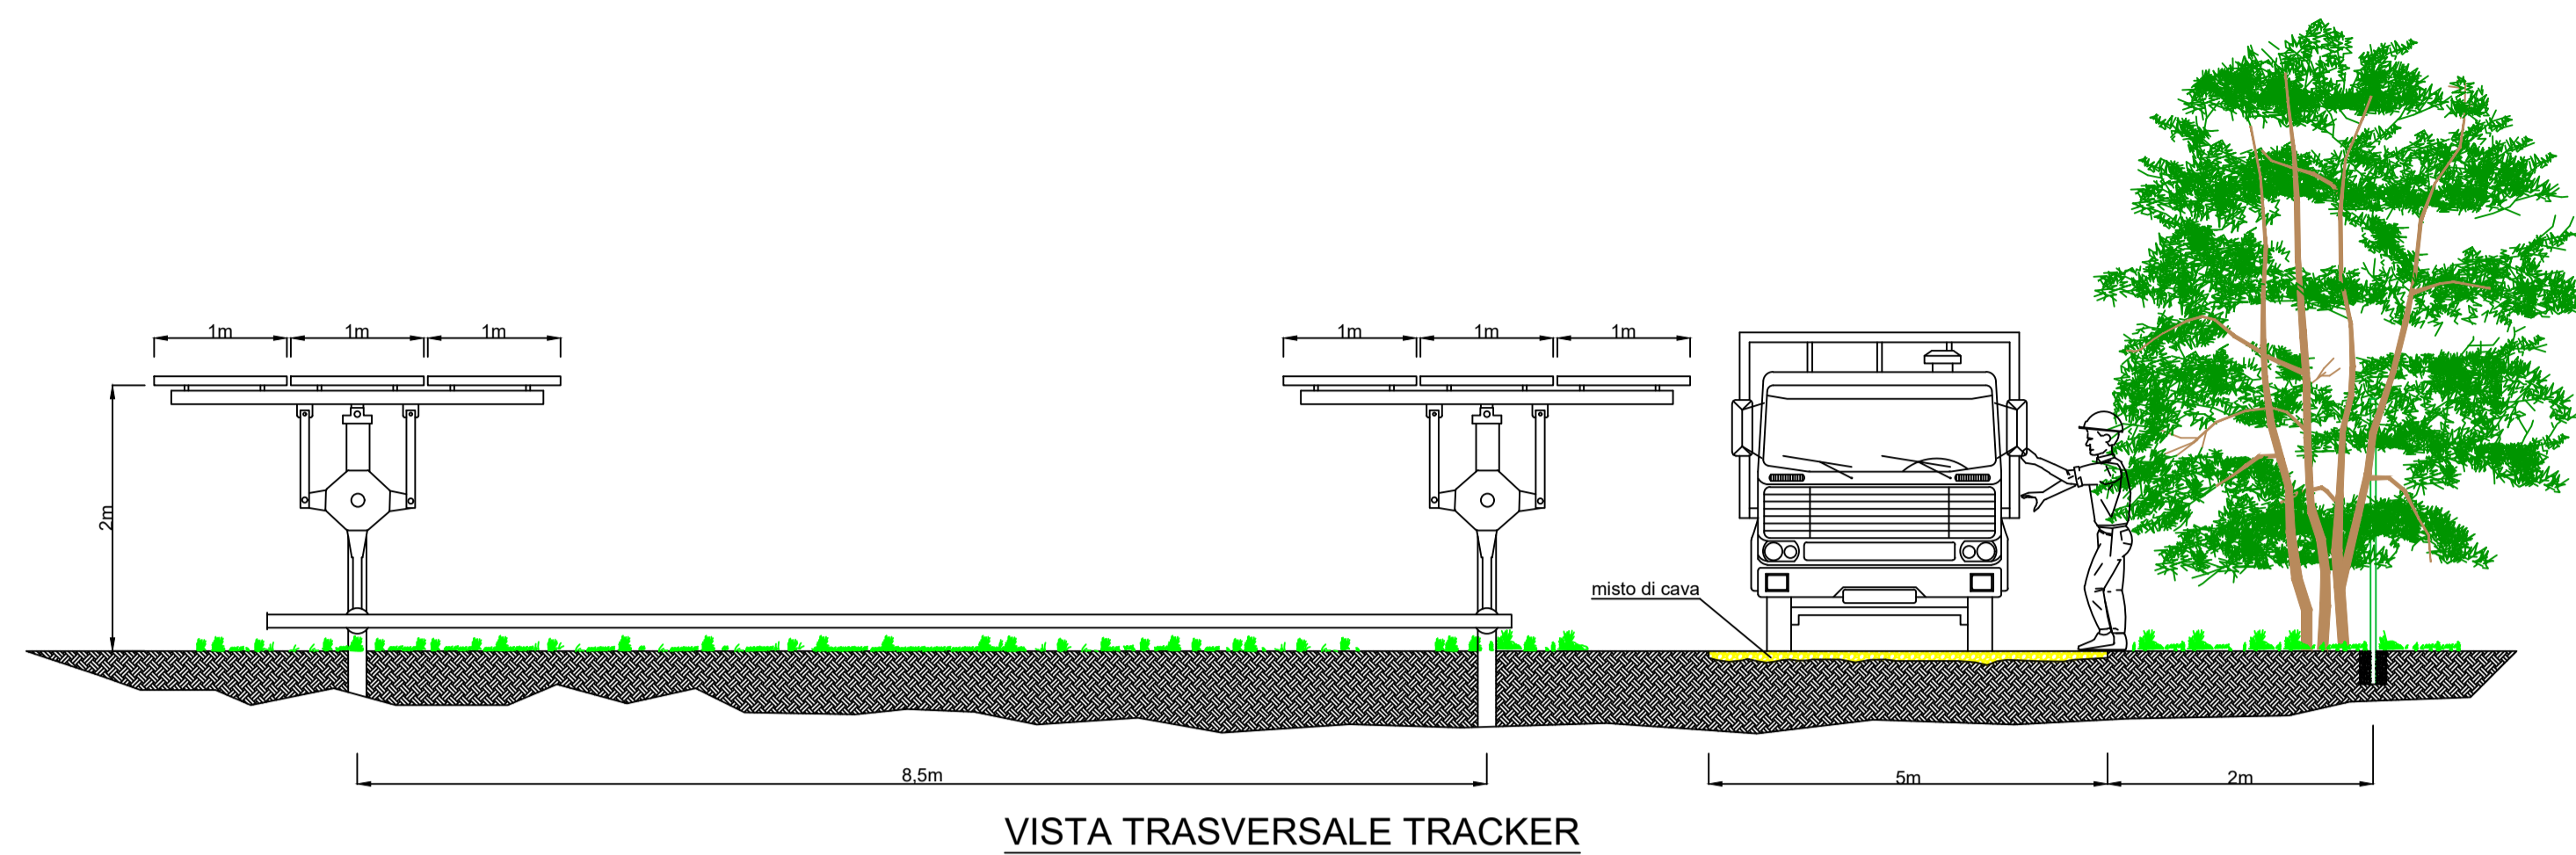 1m 1m 1m 1m 1m 1m
2m
misto di cava
8,5m 5m 2m
VISTA TRASVERSALE TRACKER